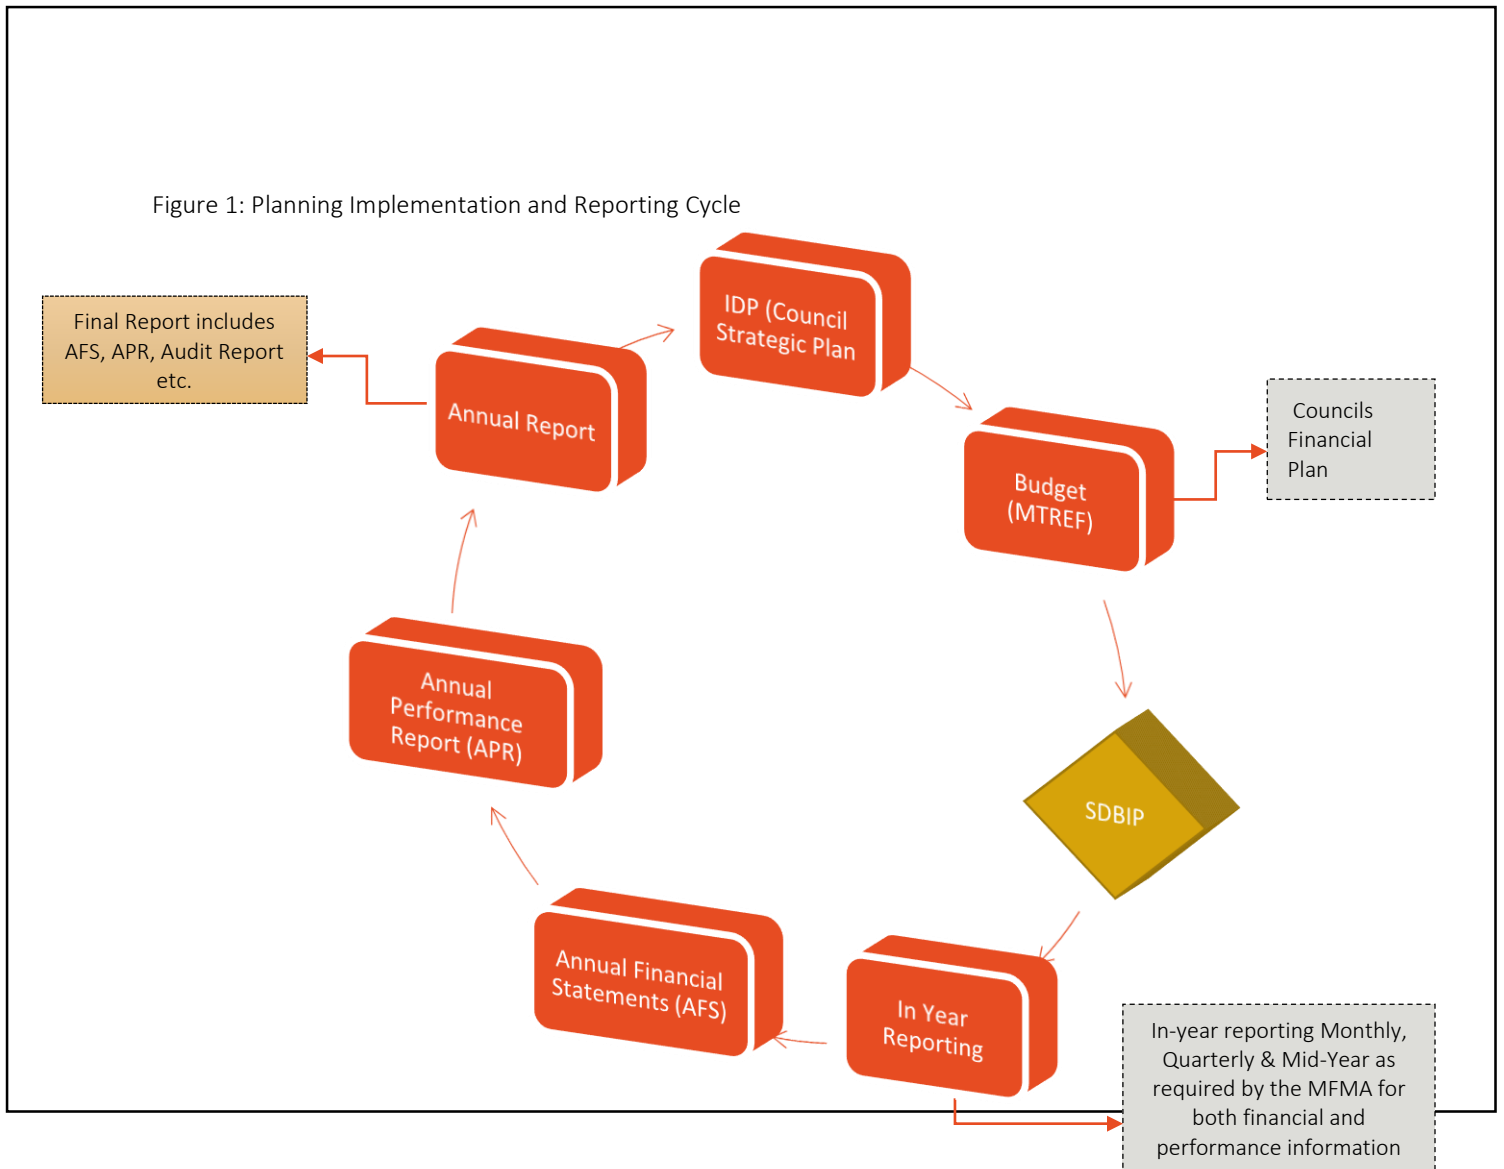 Figure 1: Planning Implementation and Reporting Cycle
IDP (Council
Strategic Plan
Final Report includes
AFS, APR, Audit Report
etc.
Annual Report
Councils
Financial
Plan
Budget
(MTREF)
Annual
Performance
Report (APR)
SDBIP
Annual Financial
Statements (AFS)
In Year
Reporting
In-year reporting Monthly,
Quarterly & Mid-Year as
required by the MFMA for
both financial and
performance information